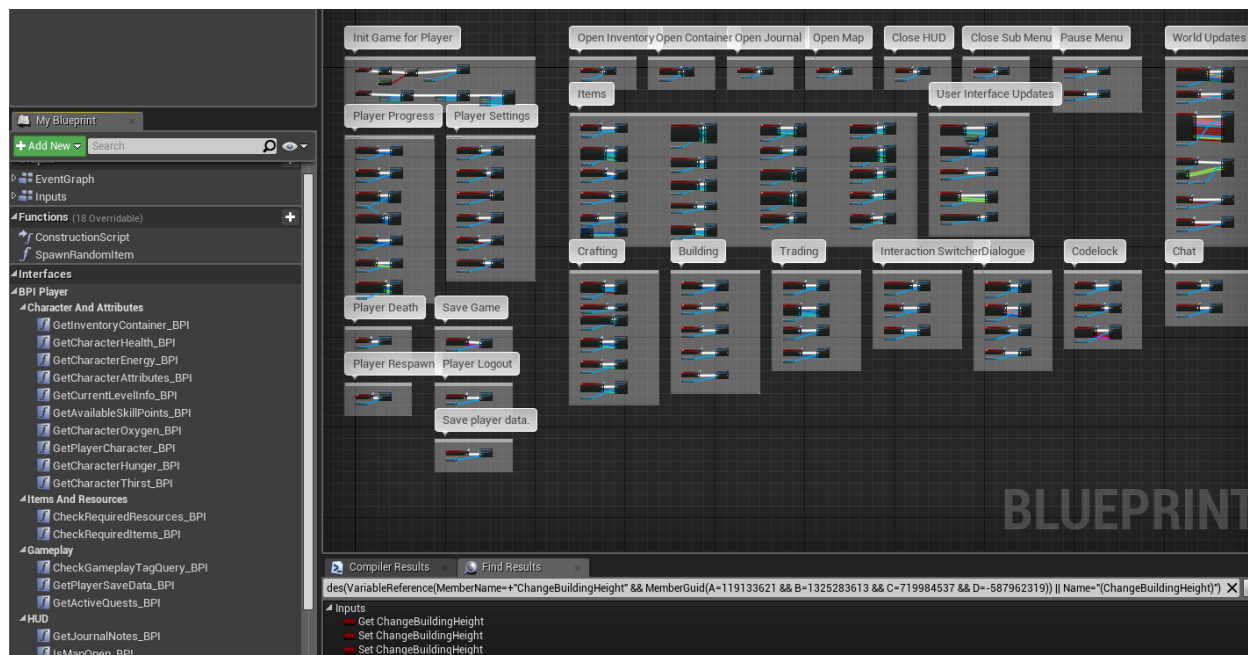 My Blueprint
Add New
Search
EventGraph
Inputs
Functions (18 Overridable)
ConstructionScript
SpawnRandomItem
Interfaces
BPI Player
Character And Attributes
GetInventoryContainer_BPI
GetCharacterHealth_BPI
GetCharacterEnergy_BPI
GetCharacterAttributes_BPI
GetCurrentLevelInfo_BPI
GetAvailableSkillPoints_BPI
GetCharacterOxygen_BPI
GetPlayerCharacter_BPI
GetCharacterHunger_BPI
GetCharacterThirst_BPI
Items And Resources
CheckRequiredResources_BPI
CheckRequiredItems_BPI
Gameplay
CheckGameplayTagQuery_BPI
GetPlayerSaveData_BPI
GetActiveQuests_BPI
HUD
GetJournalNotes_BPI
IsMapOpen_BPI
Init Game for Player
Open Inventory Open Container Open Journal Open Map Close HUD Close Sub Menu Pause Menu World Updates
Items
User Interface Updates
Player Progress Player Settings
Crafting Building Trading Interaction Switcher Dialogue Codelock Chat
Player Death Save Game
Player Respawn Player Logout
Save player data.
BLUEPRINT
Compiler Results Find Results
des(VariableReference(MemberName=+"ChangeBuildingHeight" && MemberGuid(A=119133621 && B=1325283613 && C=719984537 && D=-587962319)) || Name="(ChangeBuildingHeight)")
Inputs
Get ChangeBuildingHeight
Set ChangeBuildingHeight
Set ChangeBuildingHeight